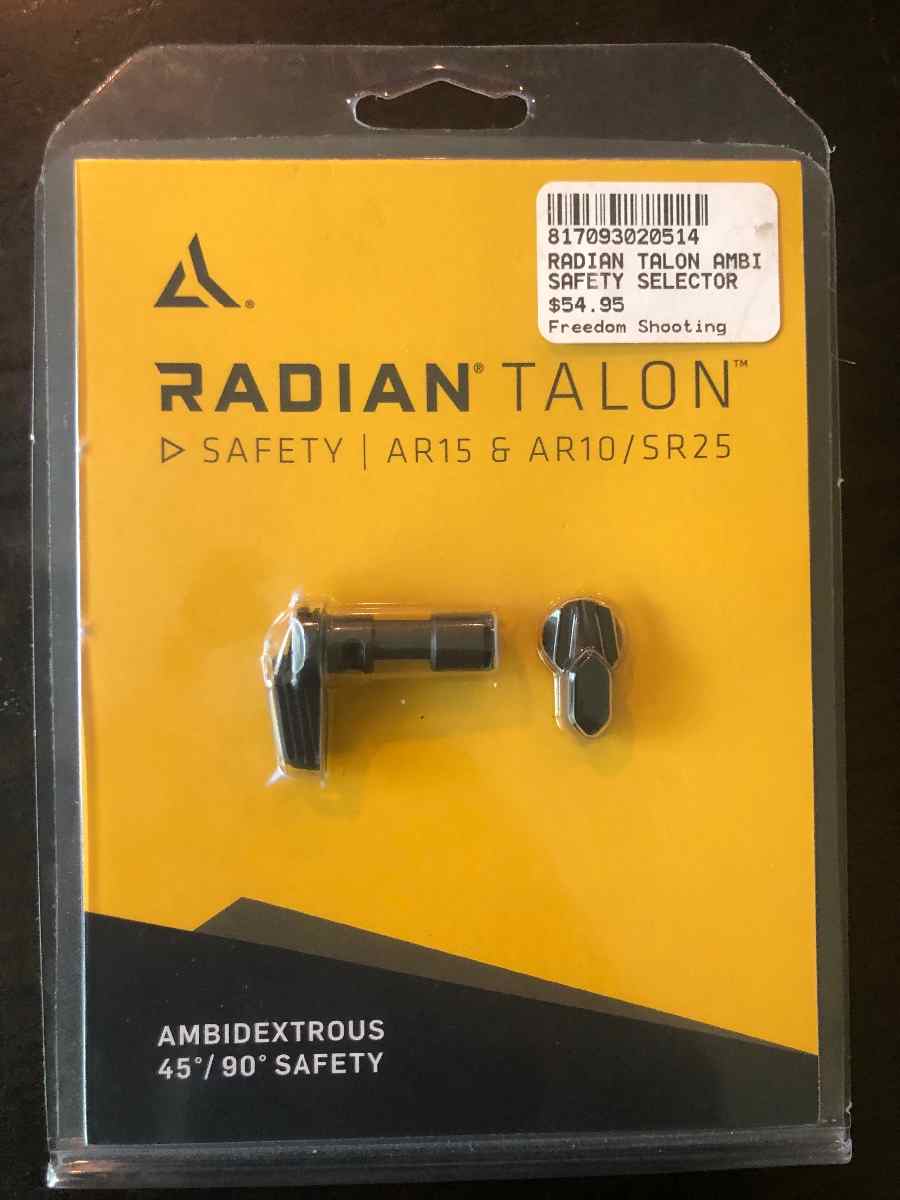 817093020514
RADIAN TALON AMBI
SAFETY SELECTOR
$54.95
Freedom Shooting
®
RADIAN® TALON™
SAFETY | AR15 & AR10/SR25
AMBIDEXTROUS
45°/90° SAFETY